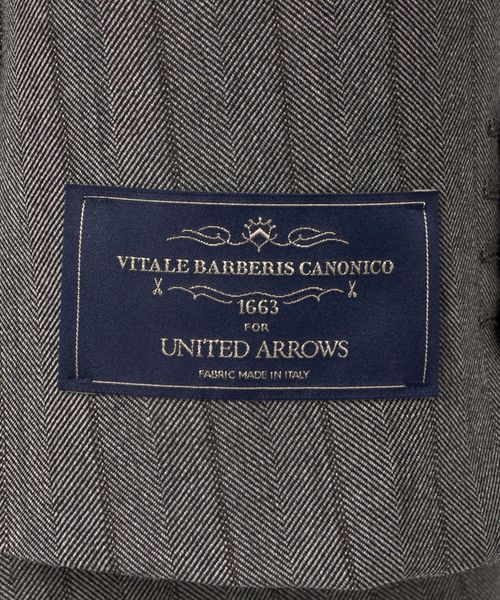 VITALE BARBERIS CANONICO
1663
FOR
UNITED ARROWS
FABRIC MADE IN ITALY